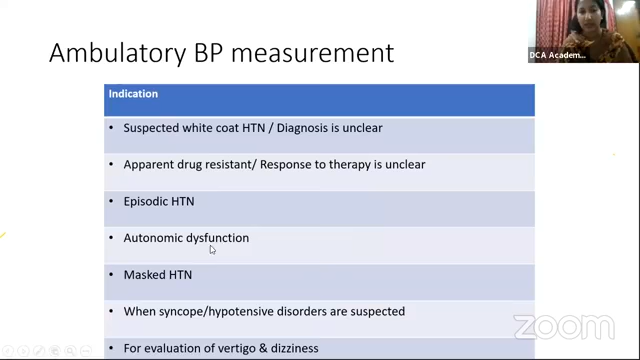 Ambulatory BP measurement
DCA Academ...
Indication
• Suspected white coat HTN / Diagnosis is unclear
• Apparent drug resistant/ Response to therapy is unclear
• Episodic HTN
• Autonomic dysfunction
• Masked HTN
• When syncope/hypotensive disorders are suspected
• For evaluation of vertigo & dizziness
zoom